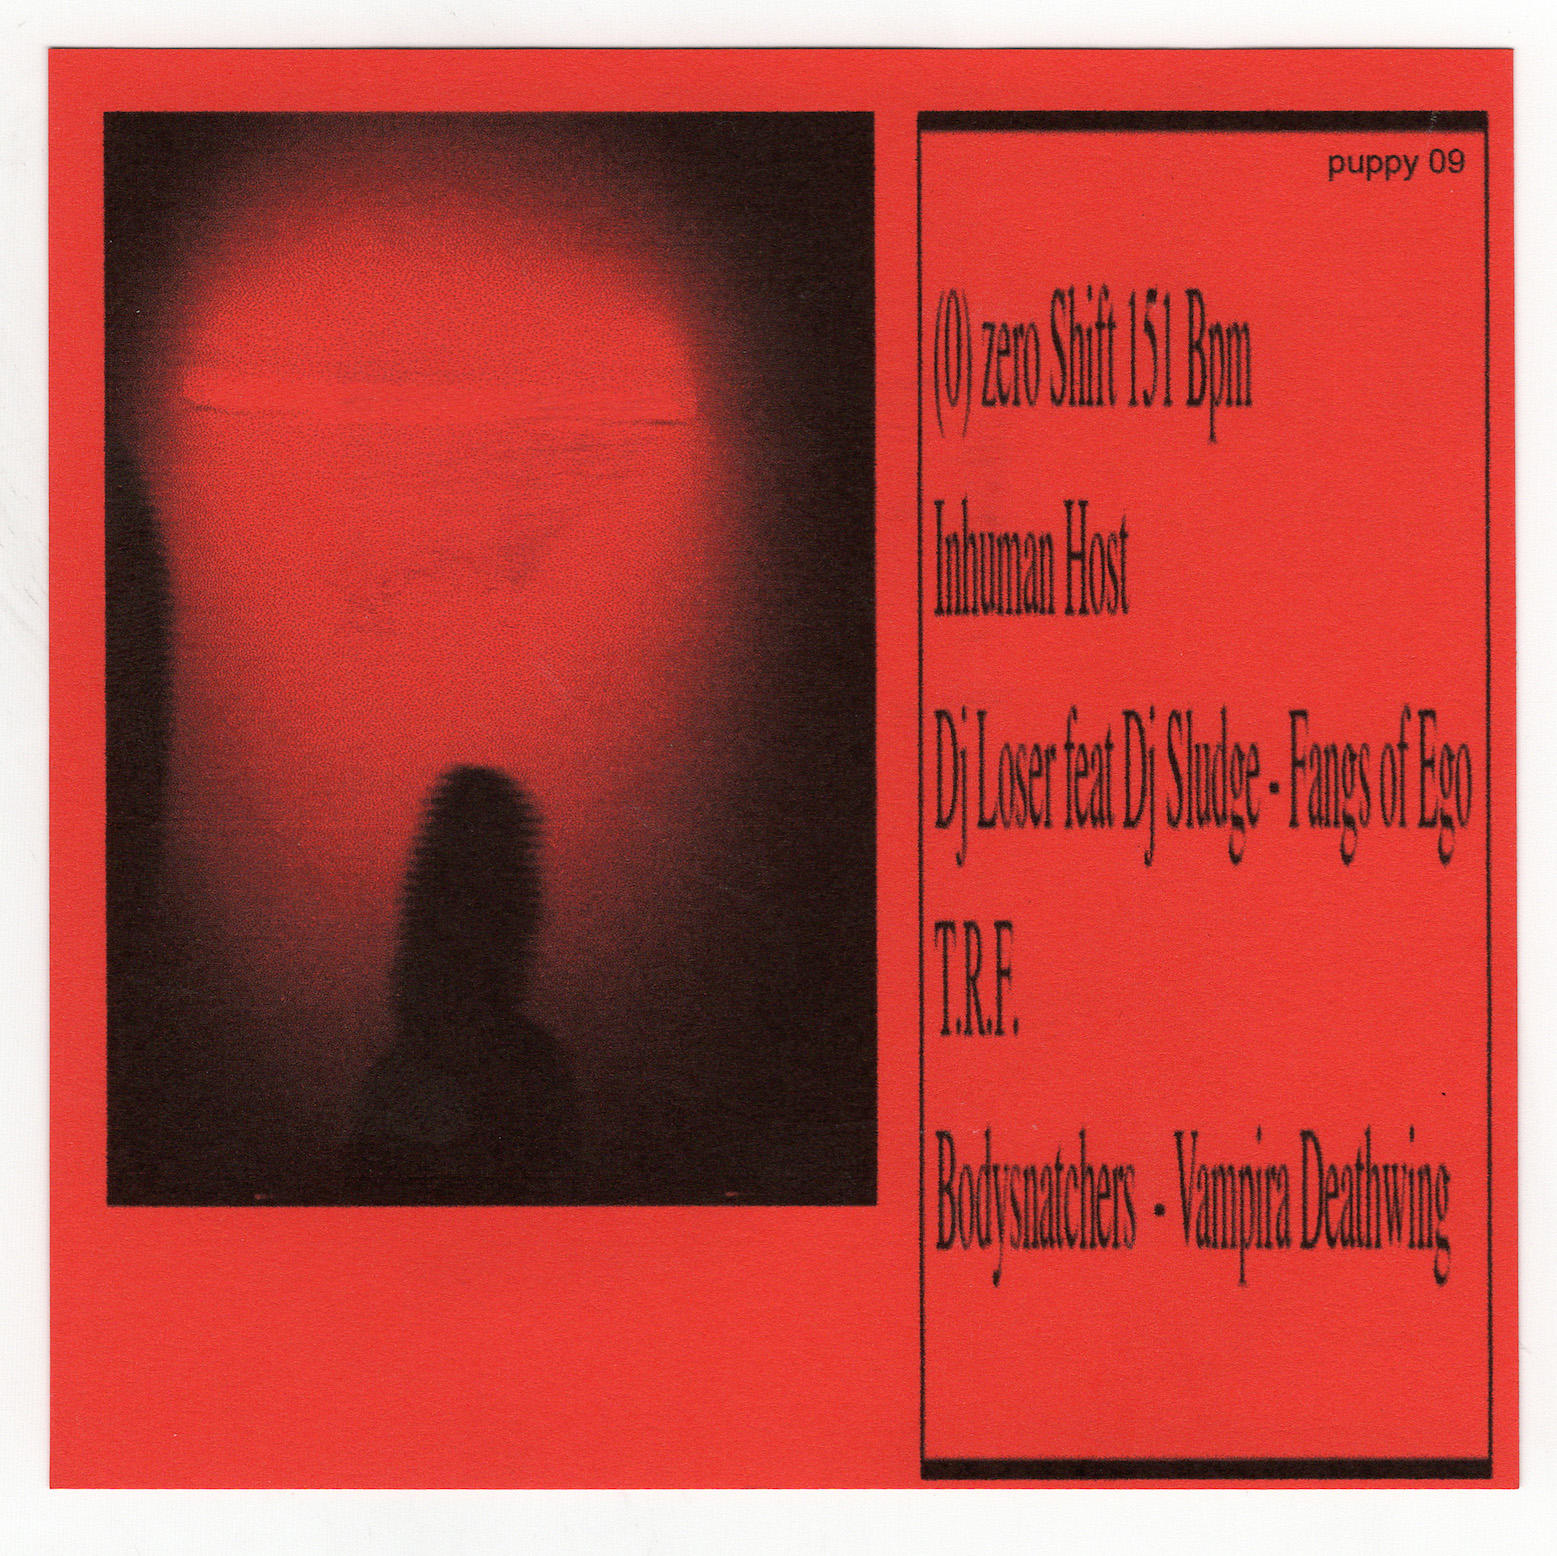 puppy 09
(0) zero Shift 151 Bpm
Inhuman Host
Dj Loser feat Dj Sludge - Fangs of Ego
T.R.F.
Bodysnatchers - Vampira Deathwing